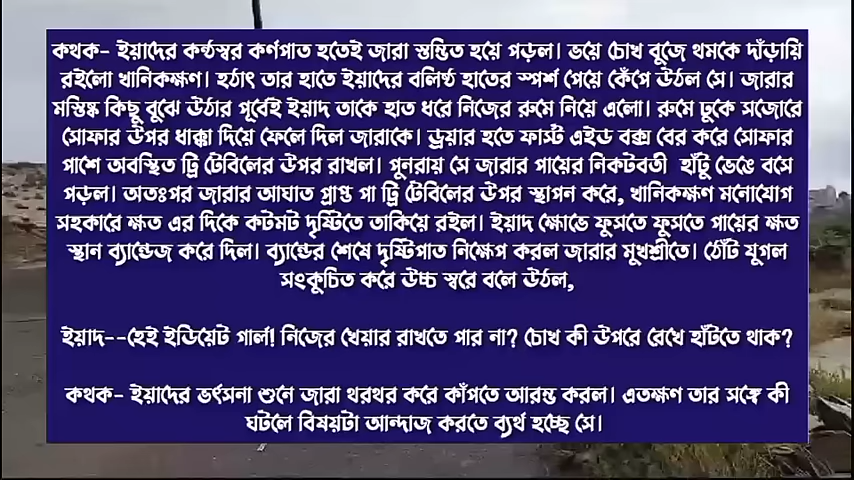 কথক- ইয়াদের কন্ঠস্বর কর্ণপাত হতেই জারা স্তম্ভিত হয়ে পড়ল। ভয়ে চোখ বুজে থমকে দাঁড়ায়ি
রইলো খানিকক্ষণ। হঠাৎ তার হাতে ইয়াদের বলিষ্ঠ হাতের স্পর্শ পেয়ে কেঁপে উঠল সে। জারার
মস্তিষ্ক কিছু বুঝে উঠার পূর্বেই ইয়াদ তাকে হাত ধরে নিজের রুমে নিয়ে এলো। রুমে ঢুকে সজোরে
সোফার উপর ধাক্কা দিয়ে ফেলে দিল জারাকে। ড্রয়ার হতে ফার্স্ট এইড বক্স বের করে সোফার
পাশে অবস্থিত ট্রি টেবিলের উপর রাখল। পুনরায় সে জারার পায়ের নিকটবর্তী হাঁটু ভেঙে বসে
পড়ল। অতঃপর জারার আঘাত প্রাপ্ত পা ট্রি টেবিলের উপর স্থাপন করে, খানিকক্ষণ মনোযোগ
সহকারে ক্ষত এর দিকে কটমট দৃষ্টিতে তাকিয়ে রইল। ইয়াদ ক্ষোভে ফুসতে ফুসতে পায়ের ক্ষত
স্থান ব্যান্ডেজ করে দিল। ব্যান্ডের শেষে দৃষ্টিপাত নিক্ষেপ করল জারার মুখশ্রীতে। ঠোঁট যুগল
সংকুচিত করে উচ্চ স্বরে বলে উঠল,
ইয়াদ--হেই ইডিয়েট গার্ল! নিজের খেয়ার রাখতে পার না? চোখ কী উপরে রেখে হাঁটতে থাক?
কথক- ইয়াদের ভর্ৎসনা শুনে জারা থরথর করে কাঁপতে আরম্ভ করল। এতক্ষণ তার সঙ্গে কী
ঘটলে বিষয়টা আন্দাজ করতে ব্যর্থ হচ্ছে সে।